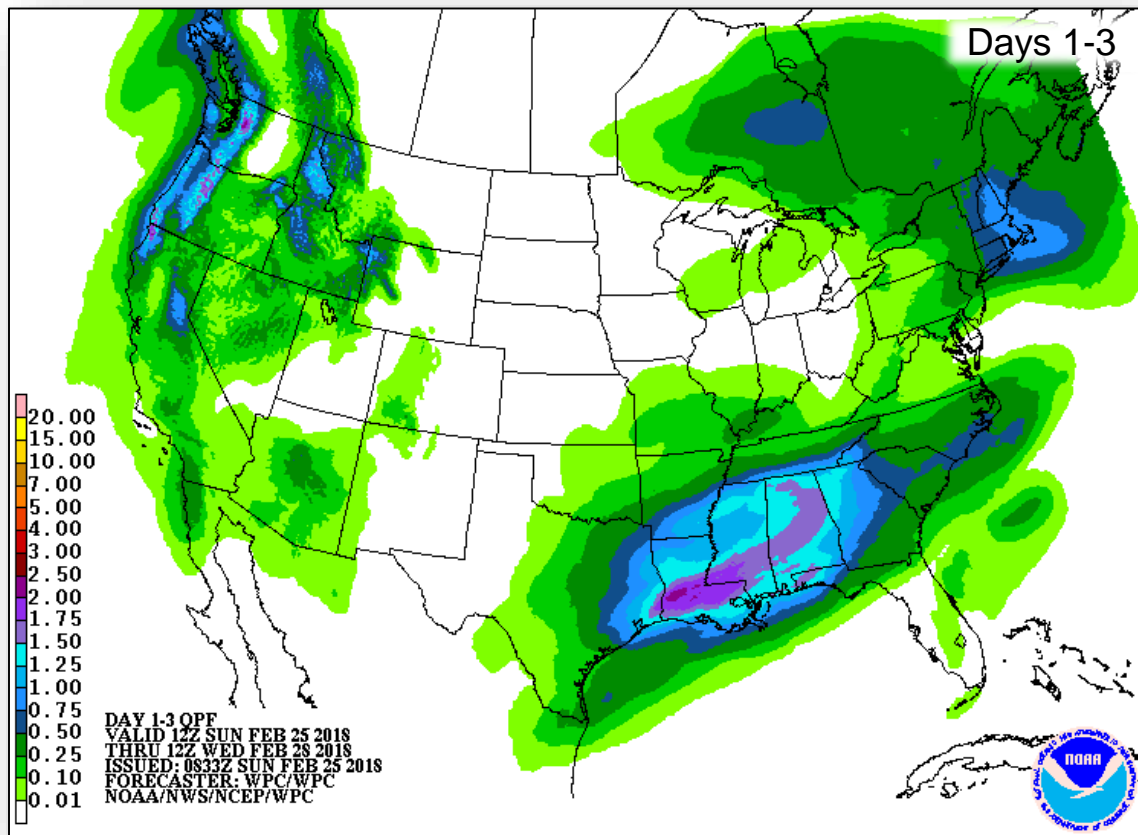 Days 1-3
20.00
15.00
10.00
7.00
5.00
4.00
3.00
2.50
2.00
1.75
1.50
1.25
1.00
0.75
0.50
0.25
0.10
0.01
DAY 1-3 QPF
VALID 12Z SUN FEB 25 2018
THRU 12Z WED FEB 28 2018
ISSUED: 0833Z SUN FEB 25 2018
FORECASTER: WPC/WPC
NOAA/NWS/NCEP/WPC
NOAA